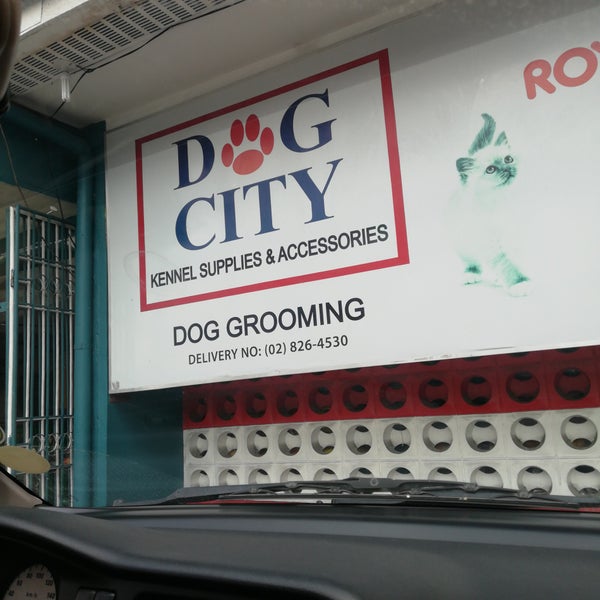 DOG
CITY
KENNEL SUPPLIES & ACCESSORIES
DOG GROOMING
DELIVERY NO: (02) 826-4530